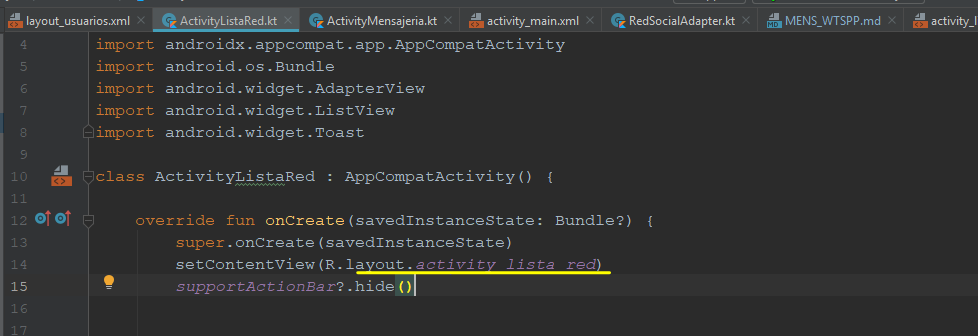 layout_usuarios.xml ActivityListaRed.kt ActivityMensajeria.kt activity_main.xml RedSocialAdapter.kt MENS_WTSPP.md activity_l
4 import androidx.appcompat.app.AppCompatActivity
5 import android.os.Bundle
6 import android.widget.AdapterView
7 import android.widget.ListView
8 import android.widget.Toast
9
10 class ActivityListaRed : AppCompatActivity() {
11
12 override fun onCreate(savedInstanceState: Bundle?) {
13 super.onCreate(savedInstanceState)
14 setContentView(R.layout.activity_lista_red)
15 supportActionBar?.hide()
16
17